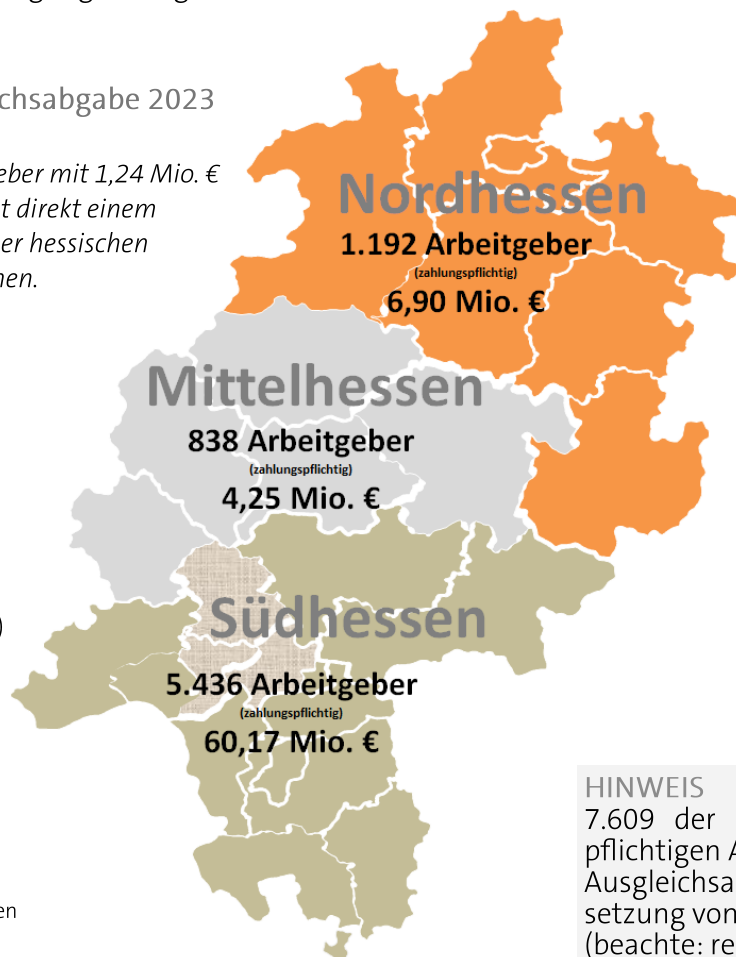 chsabgabe 2023
eber mit 1,24 Mio. €
t direkt einem
er hessischen
nen.
Nordhessen
1.192 Arbeitgeber
(zahlungspflichtig)
6,90 Mio. €
Mittelhessen
838 Arbeitgeber
(zahlungspflichtig)
4,25 Mio. €
)
Südhessen
5.436 Arbeitgeber
(zahlungspflichtig)
60,17 Mio. €
HINWEIS
7.609 der
pflichtigen A
Ausgleichsa
setzung von
(beachte: re
en